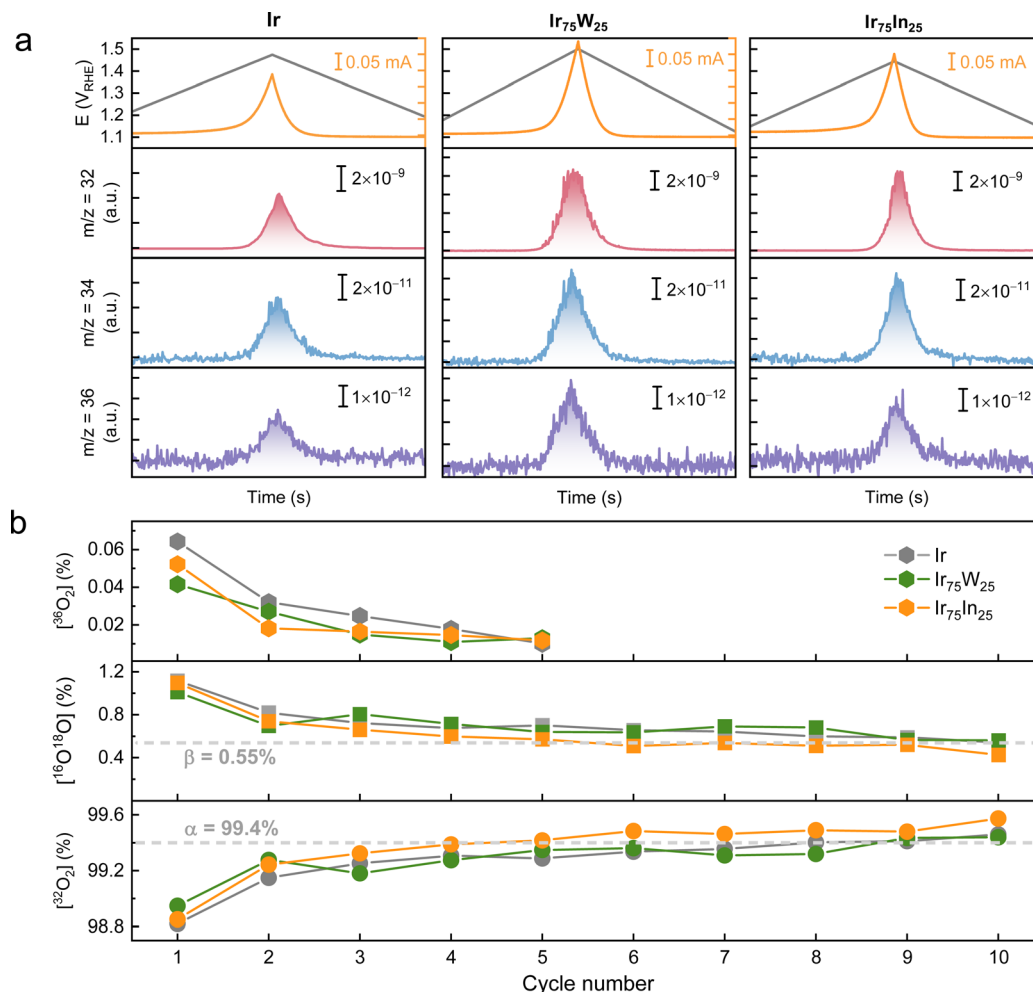 a
Ir
Ir₇₅W₂₅
Ir₇₅In₂₅
E (V_RHE)
1.5
1.4
1.3
1.2
1.1
0.05 mA
0.05 mA
0.05 mA
m/z = 32
(a.u.)
2×10⁻⁹
2×10⁻⁹
2×10⁻⁹
m/z = 34
(a.u.)
2×10⁻¹¹
2×10⁻¹¹
2×10⁻¹¹
m/z = 36
(a.u.)
1×10⁻¹²
1×10⁻¹²
1×10⁻¹²
Time (s)
Time (s)
Time (s)
b
[³⁶O₂] (%)
0.06
0.04
0.02
Ir
Ir₇₅W₂₅
Ir₇₅In₂₅
[¹⁶O¹⁸O] (%)
1.2
0.8
0.4
β = 0.55%
[³²O₂] (%)
99.6
99.2
98.8
α = 99.4%
1 2 3 4 5 6 7 8 9 10
Cycle number